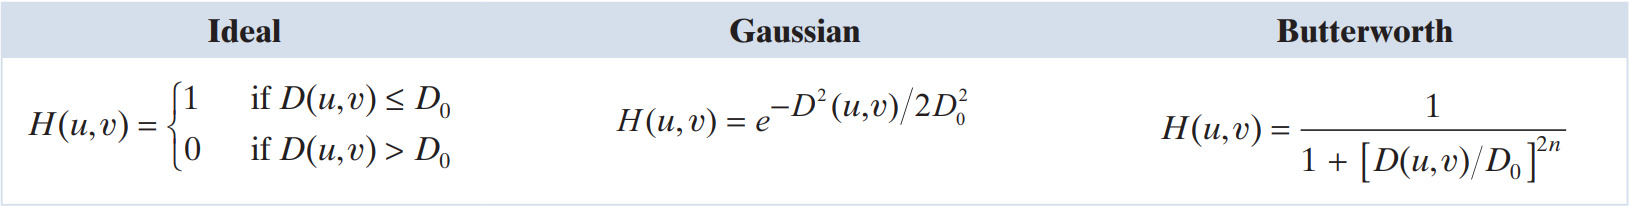 Ideal Gaussian Butterworth
H(u,v) = { 1 if D(u,v) ≤ D₀
0 if D(u,v) > D₀
H(u,v) = e^{−D²(u,v)/2D₀²}
H(u,v) = 1 / (1 + [D(u,v)/D₀]^{2n})